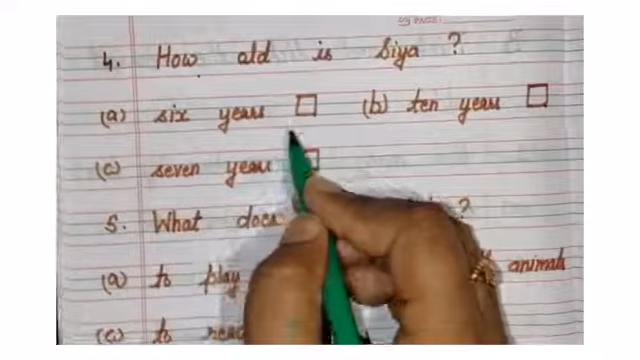 4. How old is Siya ?
(a) six years (b) ten years
(c) seven years
5. What does ?
(a) to play animals
(c) to